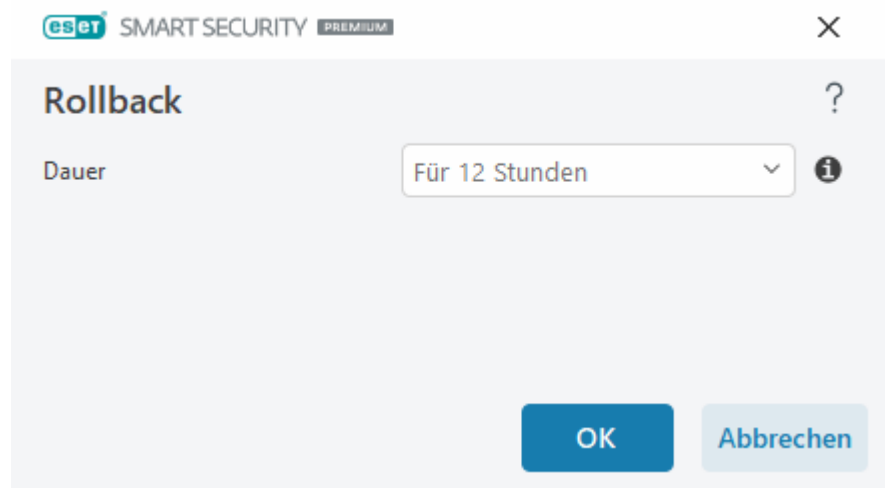 eseT SMART SECURITY PREMIUM
Rollback ?
Dauer Für 12 Stunden
OK Abbrechen